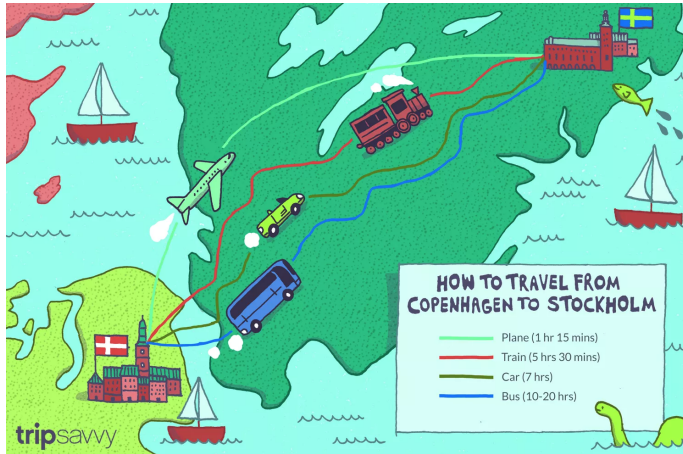 HOW TO TRAVEL FROM
COPENHAGEN TO STOCKHOLM
Plane (1 hr 15 mins)
Train (5 hrs 30 mins)
Car (7 hrs)
Bus (10-20 hrs)
tripsavvy